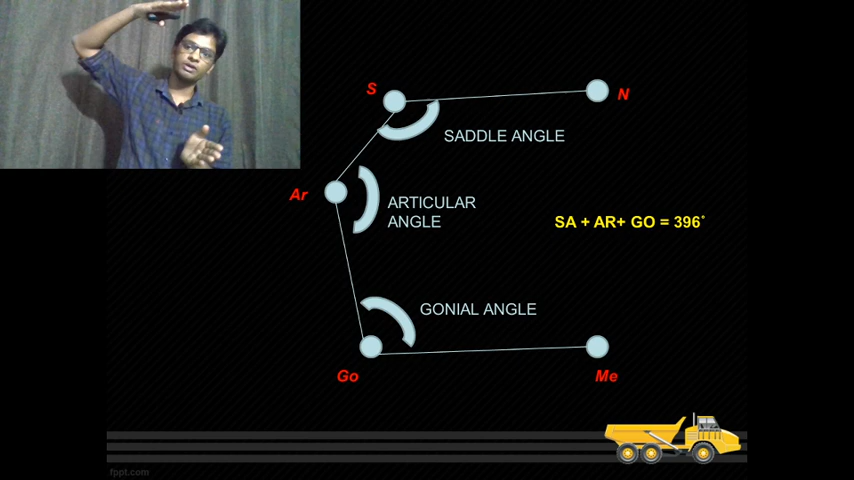 S
N
SADDLE ANGLE
Ar
ARTICULAR
ANGLE
SA + AR+ GO = 396°
GONIAL ANGLE
Go
Me
fppt.com